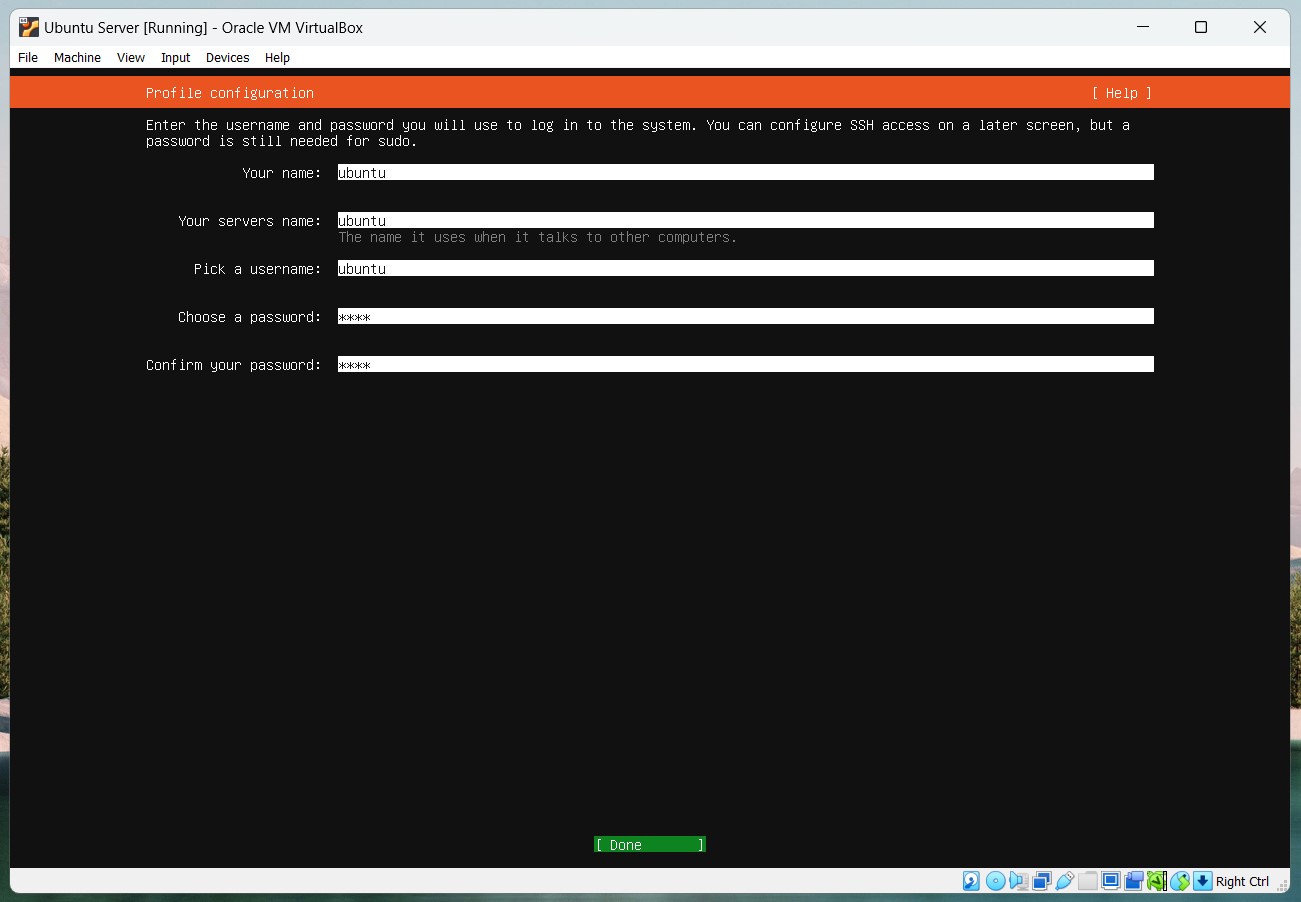 Ubuntu Server [Running] - Oracle VM VirtualBox
File Machine View Input Devices Help
Profile configuration [ Help ]
Enter the username and password you will use to log in to the system. You can configure SSH access on a later screen, but a
password is still needed for sudo.
Your name: ubuntu
Your servers name: ubuntu
The name it uses when it talks to other computers.
Pick a username: ubuntu
Choose a password: ****
Confirm your password: ****
[ Done ]
Right Ctrl